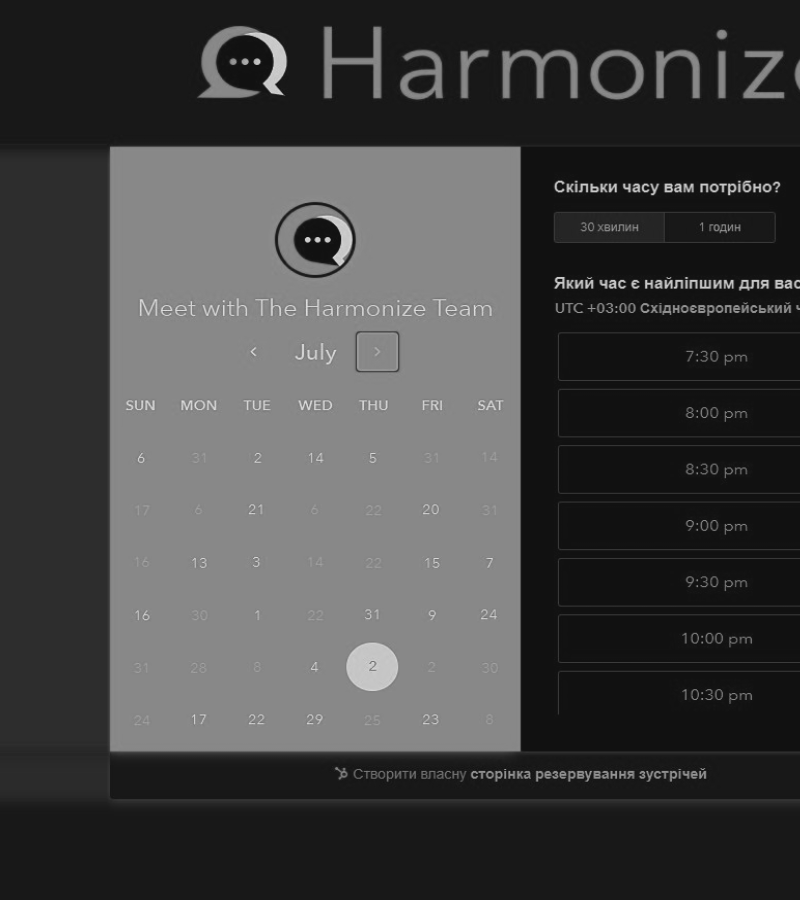 Harmonize
Meet with The Harmonize Team
July
SUN MON TUE WED THU FRI SAT
6 31 2 14 5 31 14
17 6 21 6 22 20 31
16 13 3 14 22 15 7
16 30 1 22 31 9 24
31 28 8 4 2 2 30
24 17 22 29 25 23 8
Скільки часу вам потрібно?
30 хвилин 1 годин
Який час є найліпшим для вас
UTC +03:00 Східноєвропейський ч
7:30 pm
8:00 pm
8:30 pm
9:00 pm
9:30 pm
10:00 pm
10:30 pm
Створити власну сторінка резервування зустрічей